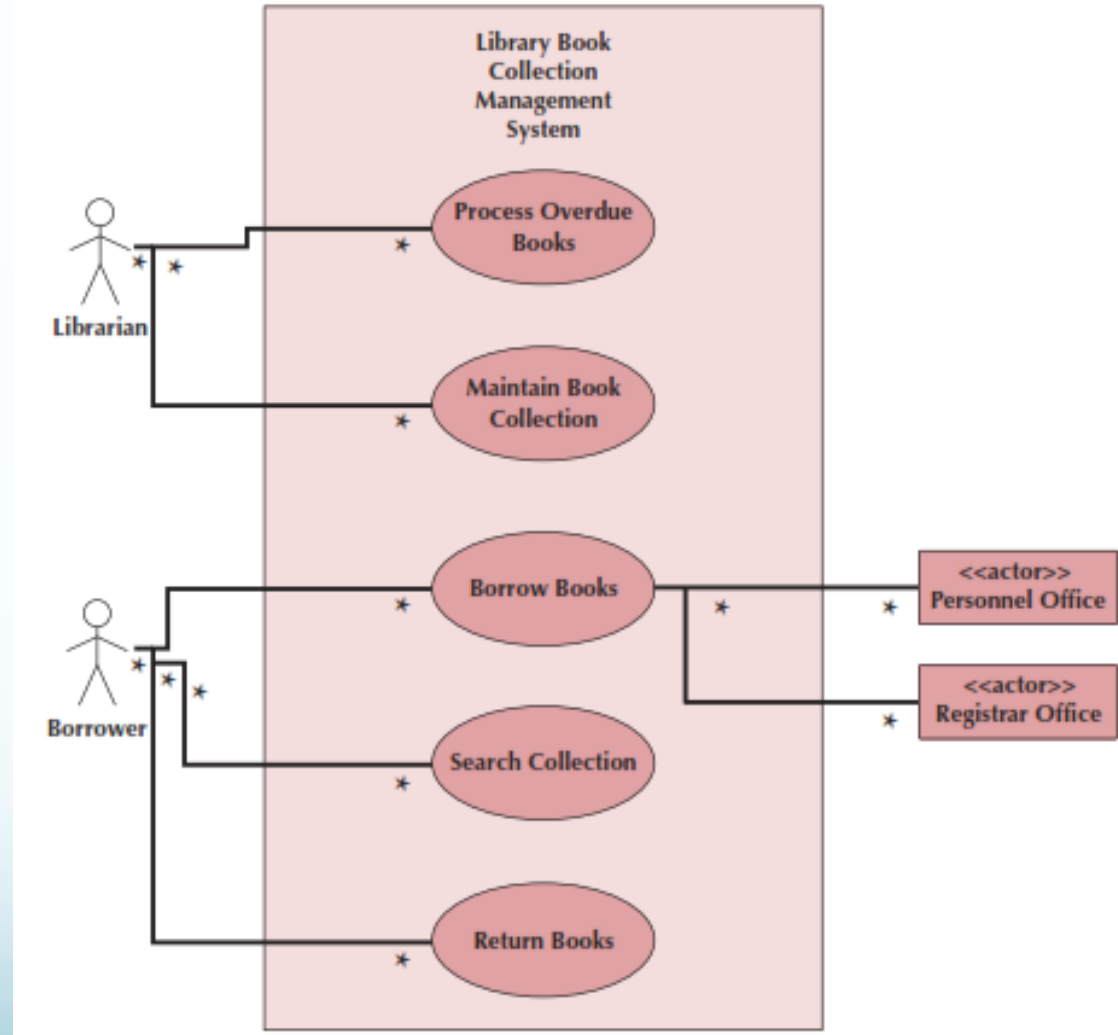 Library Book
Collection
Management
System
Process Overdue
Books
*
*
*
Librarian
Maintain Book
Collection
*
Borrow Books
*
*
*
<<actor>>
Personnel Office
<<actor>>
Registrar Office
*
*
*
*
Borrower
Search Collection
*
Return Books
*